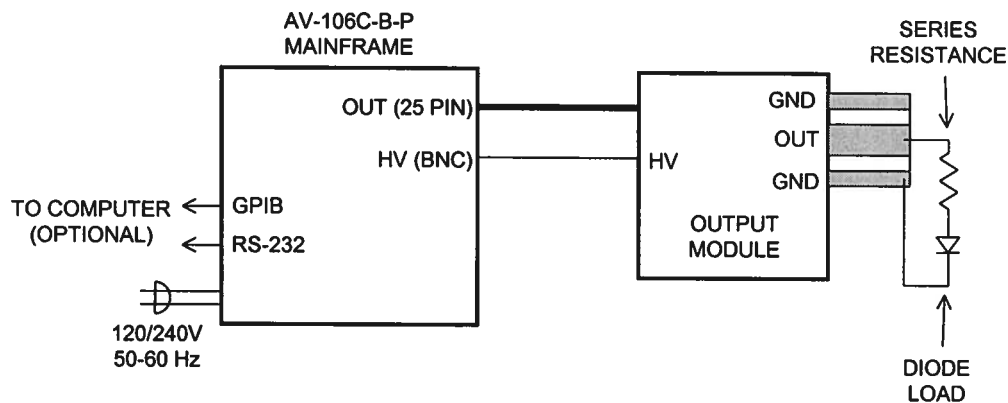 AV-106C-B-P
MAINFRAME
SERIES
RESISTANCE
OUT (25 PIN)
HV (BNC)
GPIB
RS-232
TO COMPUTER
(OPTIONAL)
120/240V
50-60 Hz
GND
OUT
GND
HV
OUTPUT
MODULE
DIODE
LOAD